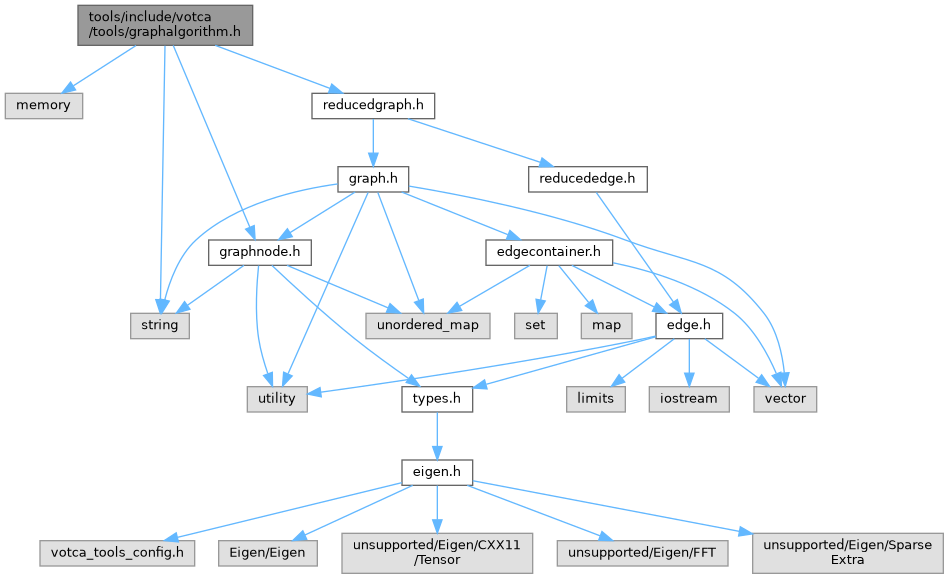 tools/include/votca
/tools/graphalgorithm.h
memory
reducedgraph.h
graph.h
reducededge.h
graphnode.h
edgecontainer.h
string
unordered_map
set
map
edge.h
utility
types.h
limits
iostream
vector
eigen.h
votca_tools_config.h
Eigen/Eigen
unsupported/Eigen/CXX11
/Tensor
unsupported/Eigen/FFT
unsupported/Eigen/Sparse
Extra